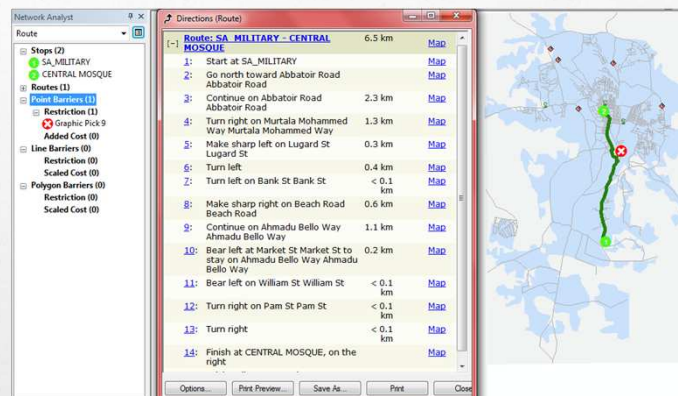 Network Analyst
Route
Stops (2)
1 SA_MILITARY
2 CENTRAL MOSQUE
Routes (1)
Point Barriers (1)
Restriction (1)
Graphic Pick 9
Added Cost (0)
Line Barriers (0)
Restriction (0)
Scaled Cost (0)
Polygon Barriers (0)
Restriction (0)
Scaled Cost (0)
Directions (Route)
[-] Route: SA_MILITARY - CENTRAL 6.5 km Map
MOSQUE
1: Start at SA_MILITARY Map
2: Go north toward Abbatoir Road Map
Abbatoir Road
3: Continue on Abbatoir Road 2.3 km Map
Abbatoir Road
4: Turn right on Murtala Mohammed 1.3 km Map
Way Murtala Mohammed Way
5: Make sharp left on Lugard St 0.3 km Map
Lugard St
6: Turn left 0.4 km Map
7: Turn left on Bank St Bank St < 0.1 Map
km
8: Make sharp right on Beach Road 0.6 km Map
Beach Road
9: Continue on Ahmadu Bello Way 1.1 km Map
Ahmadu Bello Way
10: Bear left at Market St Market St to 0.2 km Map
stay on Ahmadu Bello Way Ahmadu
Bello Way
11: Bear left on William St William St < 0.1 Map
km
12: Turn right on Pam St Pam St < 0.1 Map
km
13: Turn right < 0.1 Map
km
14: Finish at CENTRAL MOSQUE, on the Map
right
Options... Print Preview... Save As... Print Close
2
1